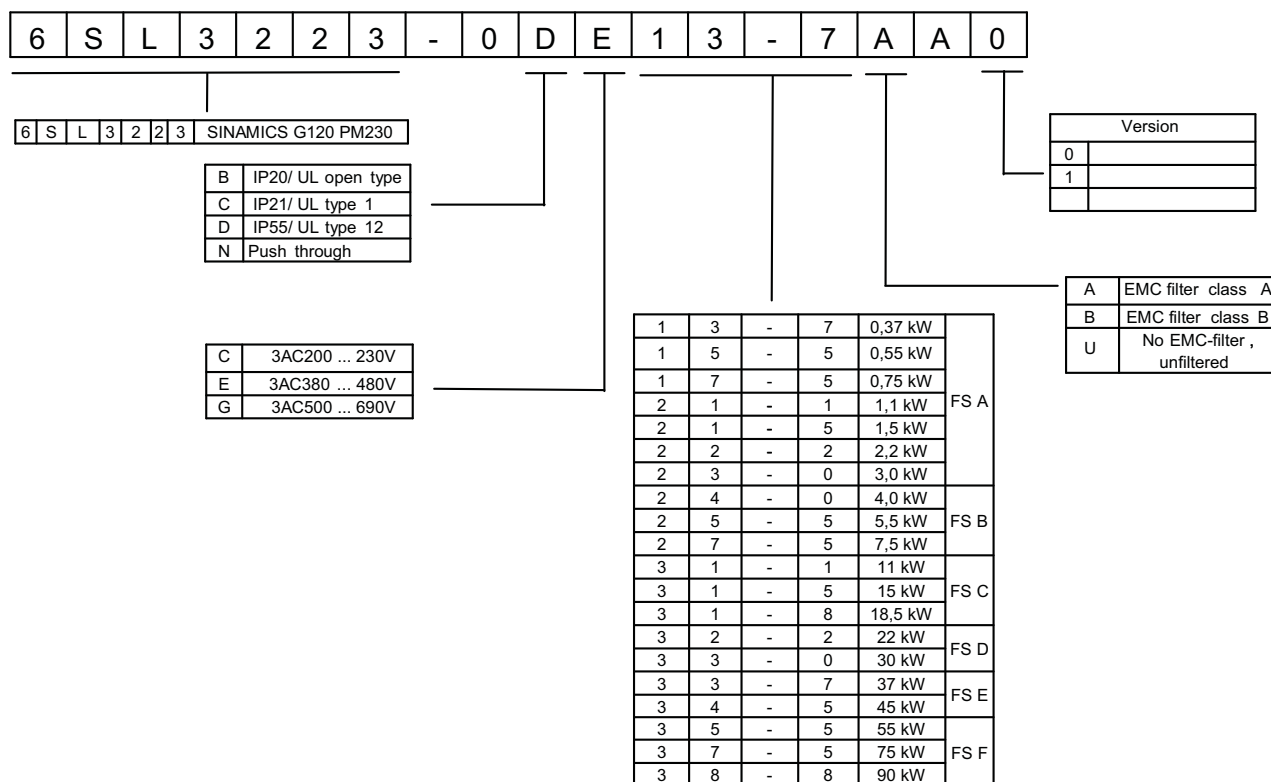 6 S L 3 2 2 3 - 0 D E 1 3 - 7 A A 0
6 S L 3 2 2 3 SINAMICS G120 PM230
Version
0
1
B IP20/ UL open type
C IP21/ UL type 1
D IP55/ UL type 12
N Push through
A EMC filter class A
B EMC filter class B
U No EMC-filter ,
unfiltered
C 3AC200 ... 230V
E 3AC380 ... 480V
G 3AC500 ... 690V
1 3 - 7 0,37 kW
1 5 - 5 0,55 kW
1 7 - 5 0,75 kW
2 1 - 1 1,1 kW
FS A
2 1 - 5 1,5 kW
2 2 - 2 2,2 kW
2 3 - 0 3,0 kW
2 4 - 0 4,0 kW
2 5 - 5 5,5 kW
FS B
2 7 - 5 7,5 kW
3 1 - 1 11 kW
3 1 - 5 15 kW
FS C
3 1 - 8 18,5 kW
3 2 - 2 22 kW
FS D
3 3 - 0 30 kW
3 3 - 7 37 kW
FS E
3 4 - 5 45 kW
3 5 - 5 55 kW
3 7 - 5 75 kW
FS F
3 8 - 8 90 kW